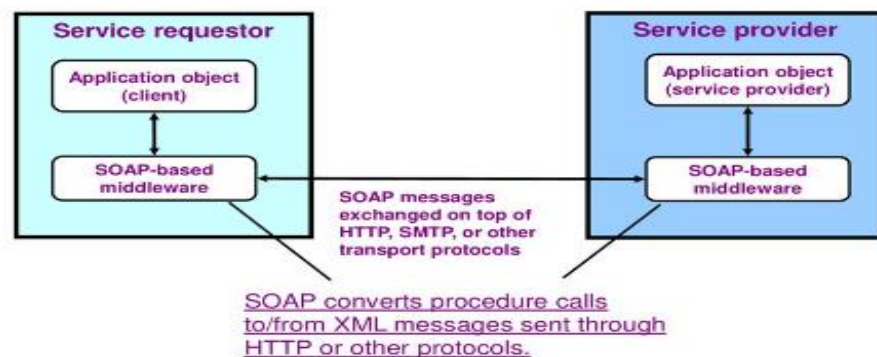 Service requestor
Application object
(client)
SOAP-based
middleware
Service provider
Application object
(service provider)
SOAP-based
middleware
SOAP messages
exchanged on top of
HTTP, SMTP, or other
transport protocols
SOAP converts procedure calls
to/from XML messages sent through
HTTP or other protocols.